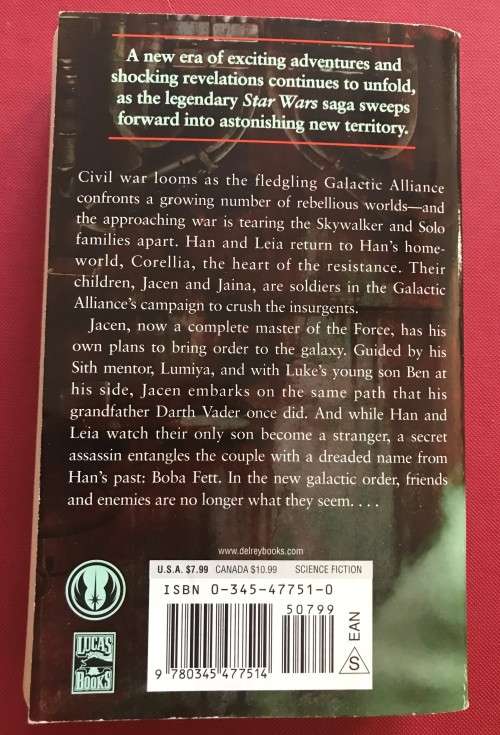 A new era of exciting adventures and
shocking revelations continues to unfold,
as the legendary Star Wars saga sweeps
forward into astonishing new territory.
Civil war looms as the fledgling Galactic Alliance
confronts a growing number of rebellious worlds—and
the approaching war is tearing the Skywalker and Solo
families apart. Han and Leia return to Han's home-
world, Corellia, the heart of the resistance. Their
children, Jacen and Jaina, are soldiers in the Galactic
Alliance's campaign to crush the insurgents.
Jacen, now a complete master of the Force, has his
own plans to bring order to the galaxy. Guided by his
Sith mentor, Lumiya, and with Luke's young son Ben at
his side, Jacen embarks on the same path that his
grandfather Darth Vader once did. And while Han and
Leia watch their only son become a stranger, a secret
assassin entangles the couple with a dreaded name from
Han's past: Boba Fett. In the new galactic order, friends
and enemies are no longer what they seem. . . .
www.delreybooks.com
U.S.A. $7.99 CANADA $10.99 SCIENCE FICTION
ISBN 0-345-47751-0
50799
9 780345 477514
S
EAN
LUCAS
BOOKS